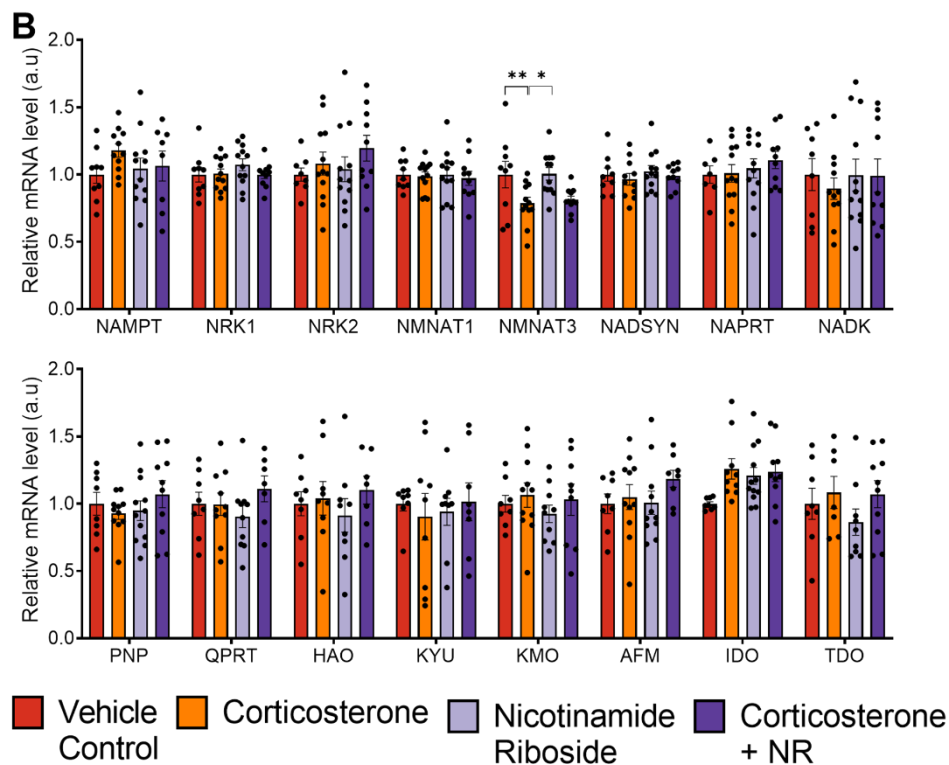 B
Relative mRNA level (a.u)
2.0
1.5
1.0
0.5
0.0
** *
NAMPT NRK1 NRK2 NMNAT1 NMNAT3 NADSYN NAPRT NADK
Relative mRNA level (a.u)
2.0
1.5
1.0
0.5
0.0
PNP QPRT HAO KYU KMO AFM IDO TDO
Vehicle Control
Corticosterone
Nicotinamide Riboside
Corticosterone + NR